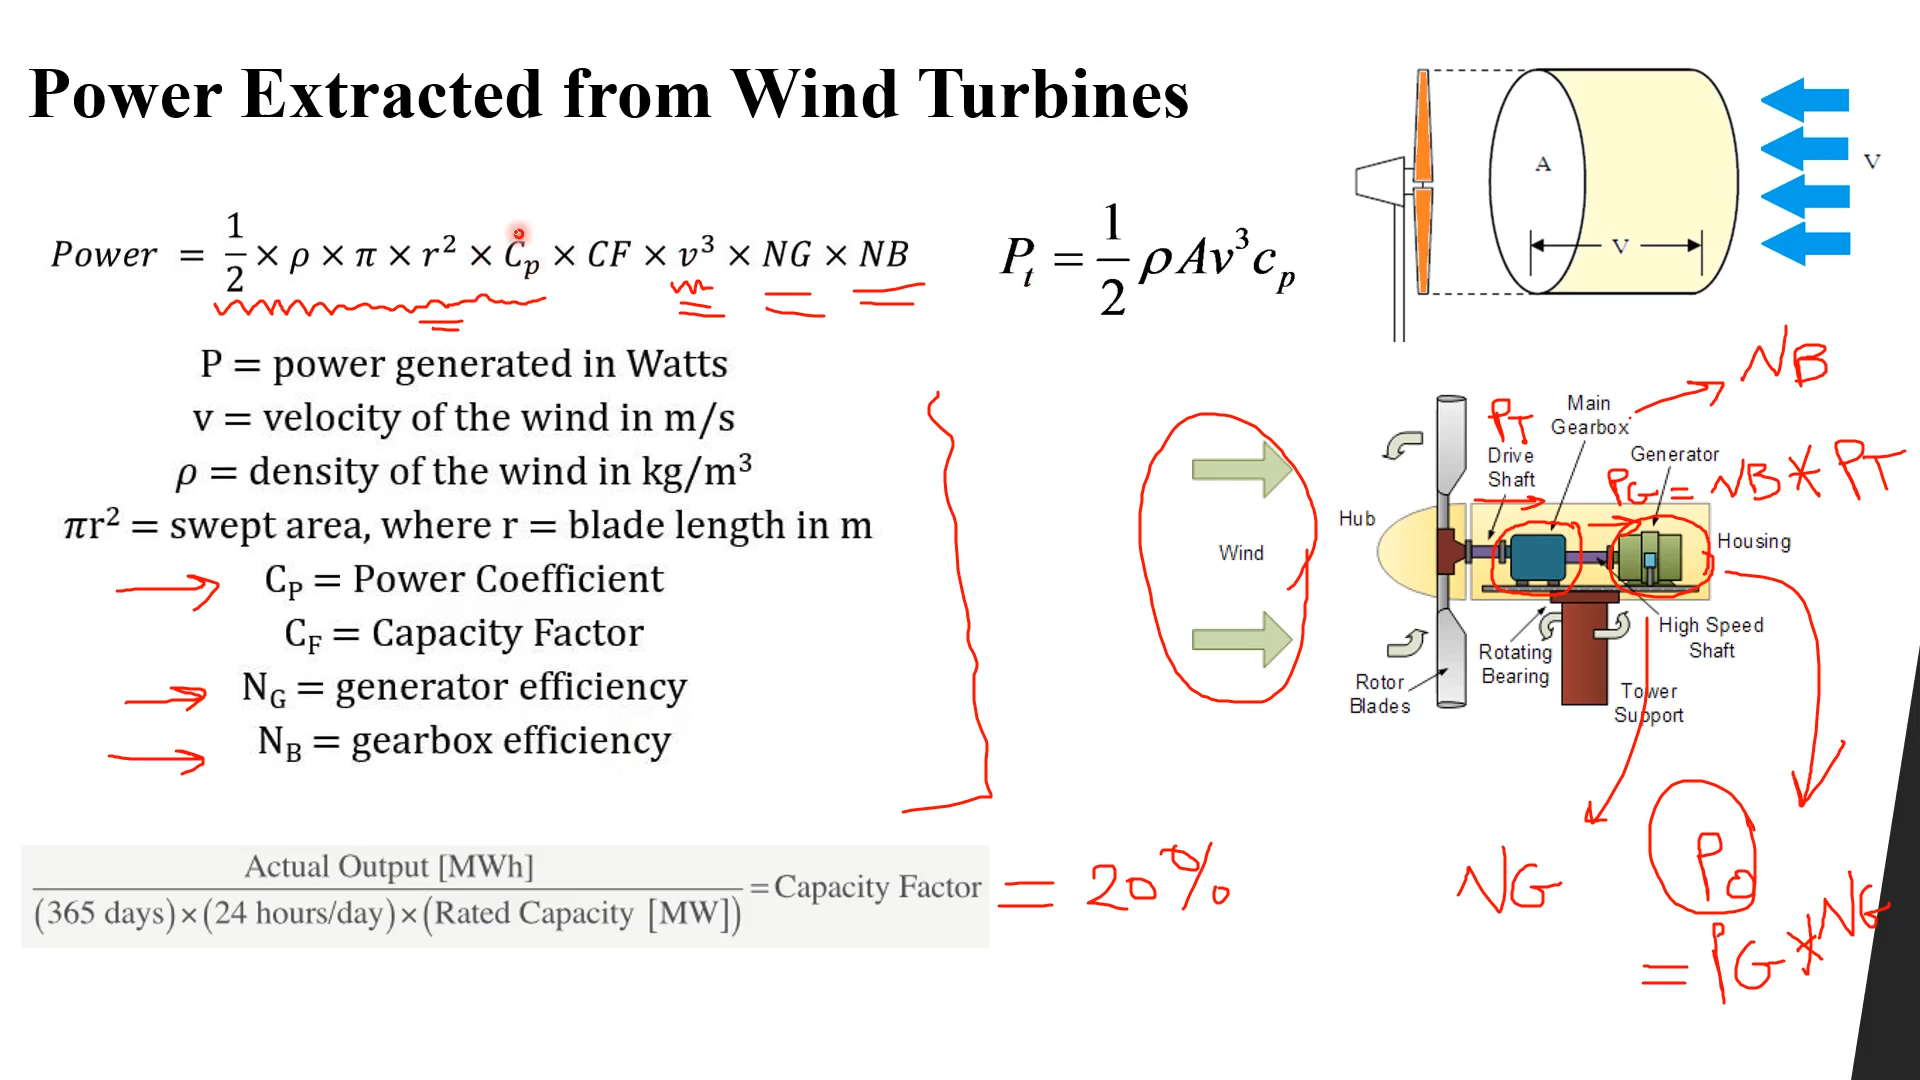 Power Extracted from Wind Turbines
Power = 1/2 × ρ × π × r² × Cₚ × CF × v³ × NG × NB
Pₜ = 1/2 ρAv³cₚ
A
V
V
P = power generated in Watts
v = velocity of the wind in m/s
ρ = density of the wind in kg/m³
πr² = swept area, where r = blade length in m
C_P = Power Coefficient
C_F = Capacity Factor
N_G = generator efficiency
N_B = gearbox efficiency
Actual Output [MWh]
(365 days)×(24 hours/day)×(Rated Capacity [MW])
=Capacity Factor
= 20%
NB
PT
Main
Gearbox
Drive
Shaft
Generator
PG = NB * PT
Hub
Wind
Housing
High Speed
Shaft
Rotating
Bearing
Rotor
Blades
Tower
Support
NG
Po
= PG * NG